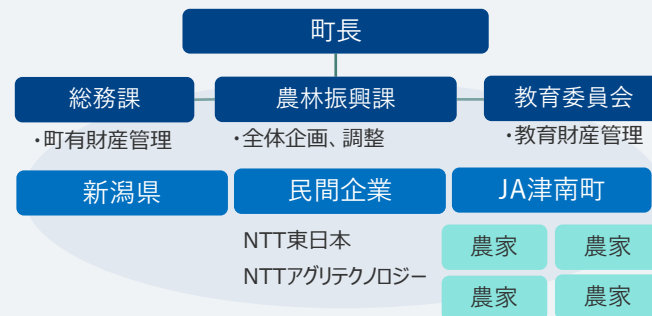 町長
総務課
農林振興課
教育委員会
・町有財産管理
・全体企画、調整
・教育財産管理
新潟県
民間企業
JA津南町
NTT東日本
NTTアグリテクノロジー
農家
農家
農家
農家